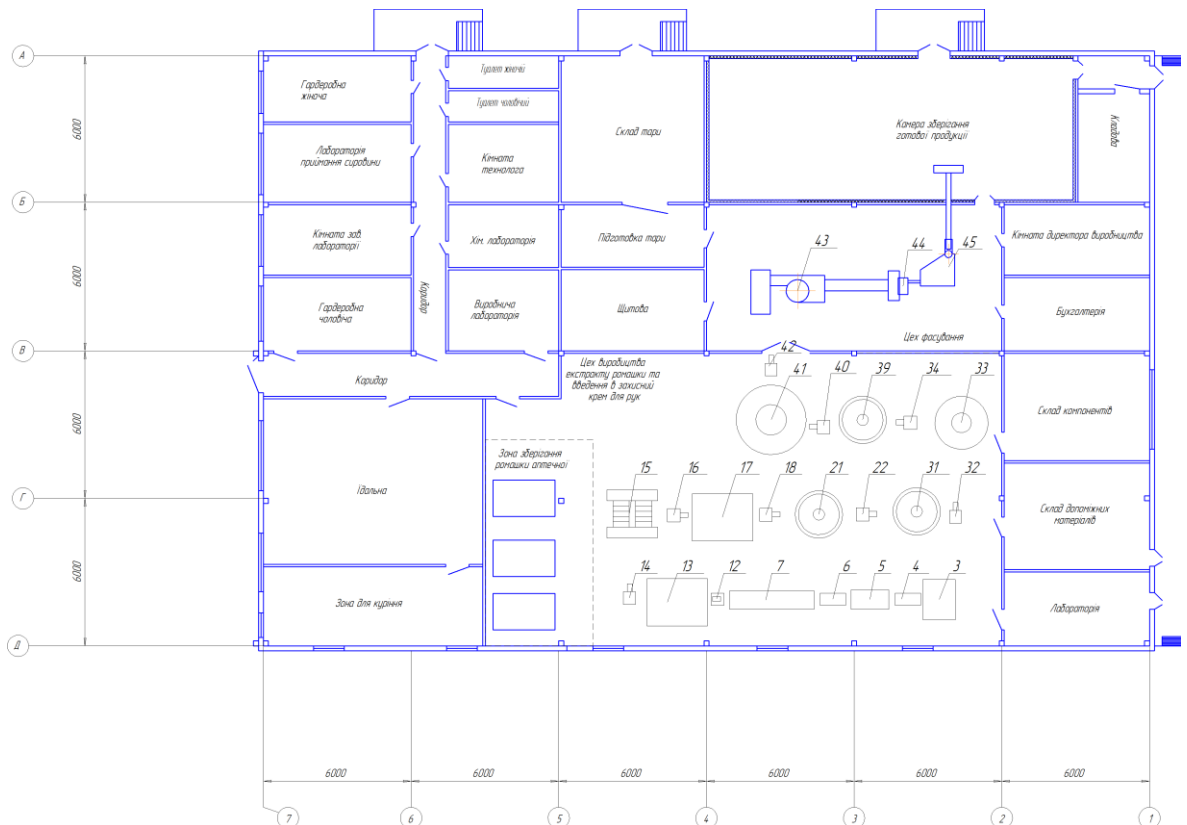 А
Гардеробна
жіноча
Туалет жіночій
Туалет чоловічий
Склад тари
Камера зберігання
готової продукції
Кладова
6000
Лабораторія
приймання сировини
Кімната
технолога
Б
Кімната зав.
лабораторії
Хім. лабораторія
Підготовка тари
43
44
45
Кімната директора виробництва
6000
Гардеробна
чоловіча
Коридор
Виробнича
лабораторія
Щитова
Цех фасування
Бухгалтерія
В
Коридор
Цех виробництва
екстракту ромашки та
введення в захисний
крем для рук
42
41
40
39
34
33
6000
Склад компонентів
Зона зберігання
ромашки аптечної
15
16
17
18
21
22
31
32
Г
Їдальна
Склад допоміжних
матеріалів
6000
14
13
12
7
6
5
4
3
Зона для куріння
Лабораторія
Д
6000
6000
6000
6000
6000
6000
7
6
5
4
3
2
1